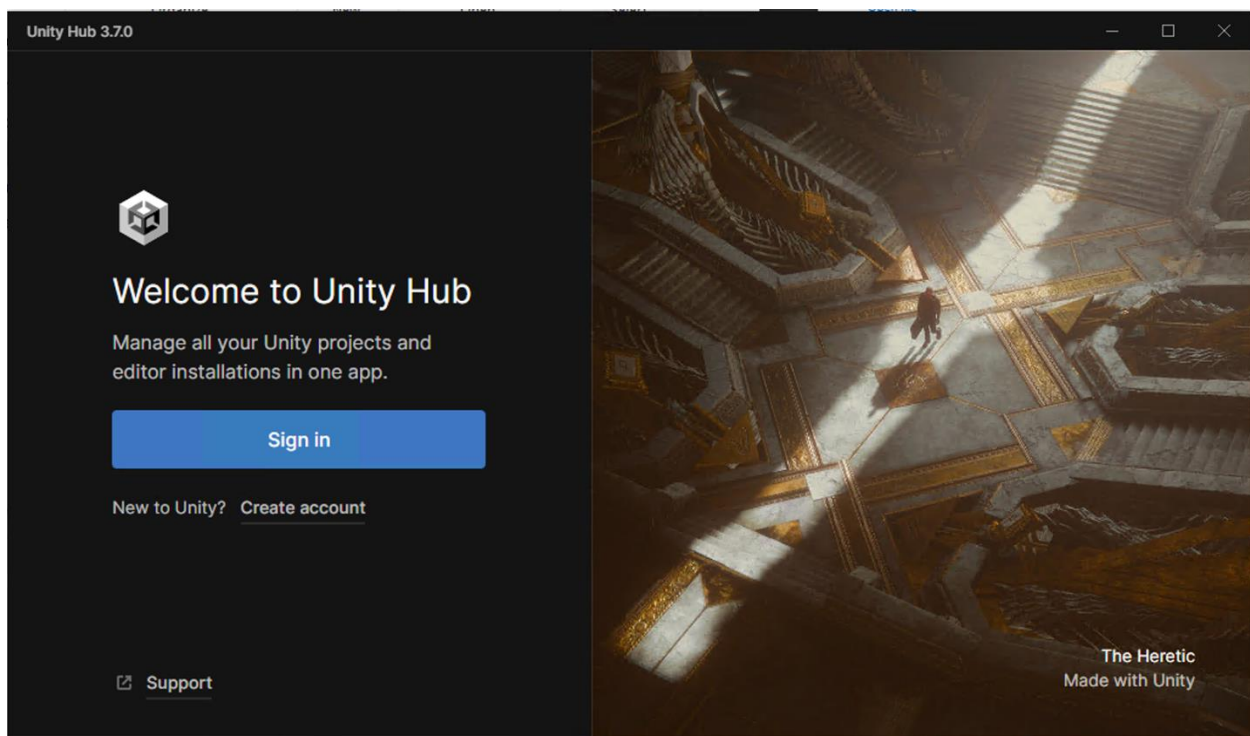 Unity Hub 3.7.0
Welcome to Unity Hub
Manage all your Unity projects and
editor installations in one app.
Sign in
New to Unity? Create account
Support
The Heretic
Made with Unity